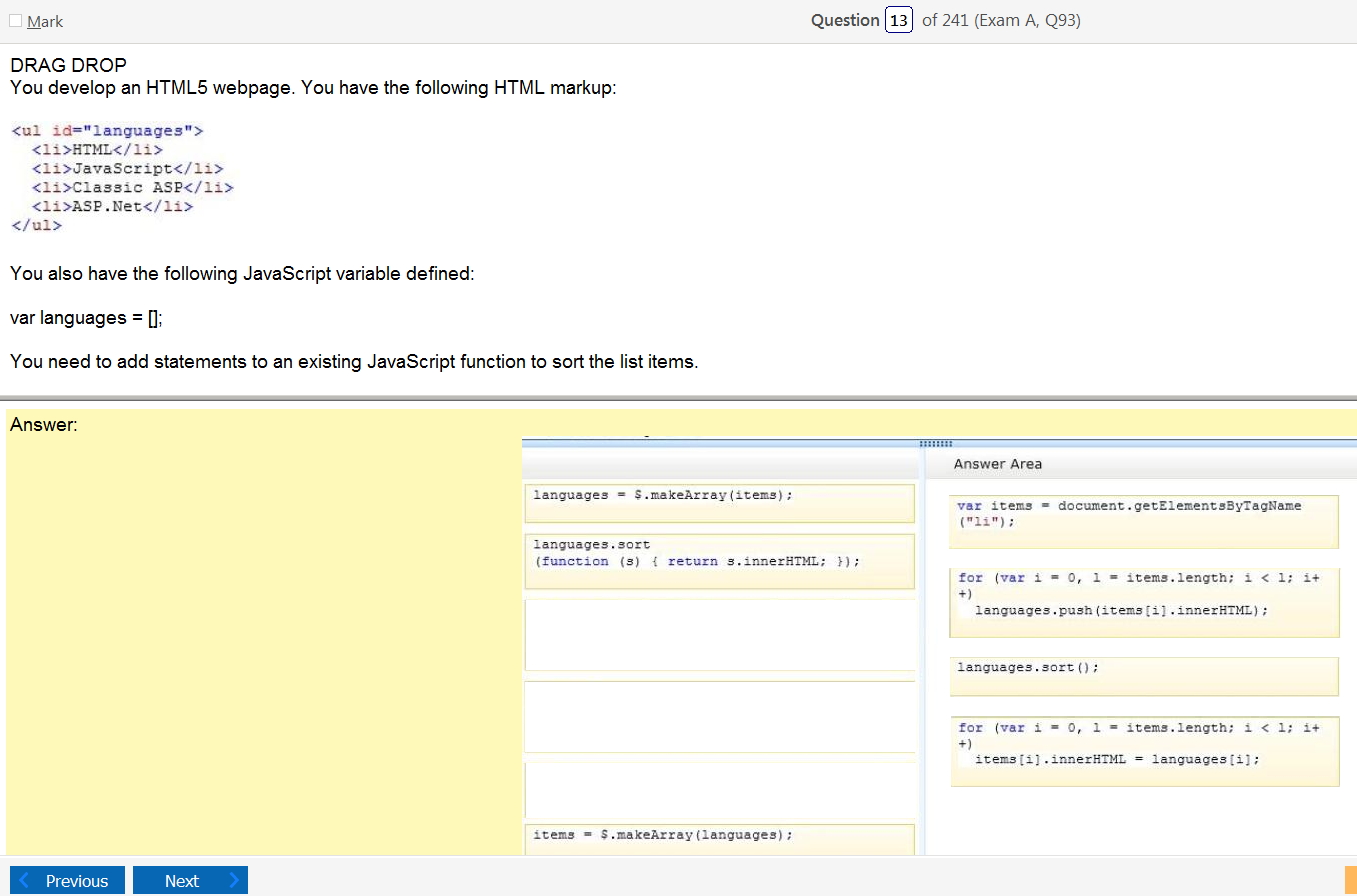 Mark
Question 13 of 241 (Exam A, Q93)
DRAG DROP
You develop an HTML5 webpage. You have the following HTML markup:
<ul id="languages">
<li>HTML</li>
<li>JavaScript</li>
<li>Classic ASP</li>
<li>ASP.Net</li>
</ul>
You also have the following JavaScript variable defined:
var languages = [];
You need to add statements to an existing JavaScript function to sort the list items.
Answer:
languages = $.makeArray(items);
languages.sort
(function (s) { return s.innerHTML; });
items = $.makeArray(languages);
Answer Area
var items = document.getElementsByTagName
("li");
for (var i = 0, l = items.length; i < l; i+
+)
languages.push(items[i].innerHTML);
languages.sort();
for (var i = 0, l = items.length; i < l; i+
+)
items[i].innerHTML = languages[i];
Previous
Next